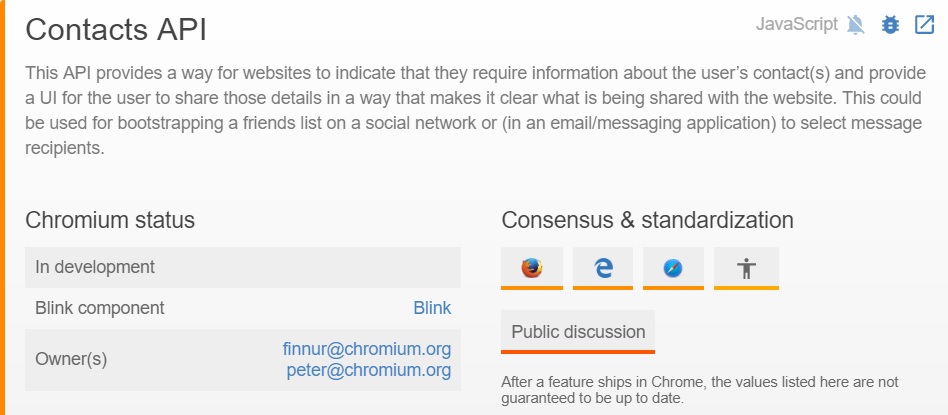 Contacts API
JavaScript
This API provides a way for websites to indicate that they require information about the user’s contact(s) and provide
a UI for the user to share those details in a way that makes it clear what is being shared with the website. This could
be used for bootstrapping a friends list on a social network or (in an email/messaging application) to select message
recipients.
Chromium status
In development
Blink component Blink
Owner(s) finnur@chromium.org
peter@chromium.org
Consensus & standardization
Public discussion
After a feature ships in Chrome, the values listed here are not
guaranteed to be up to date.